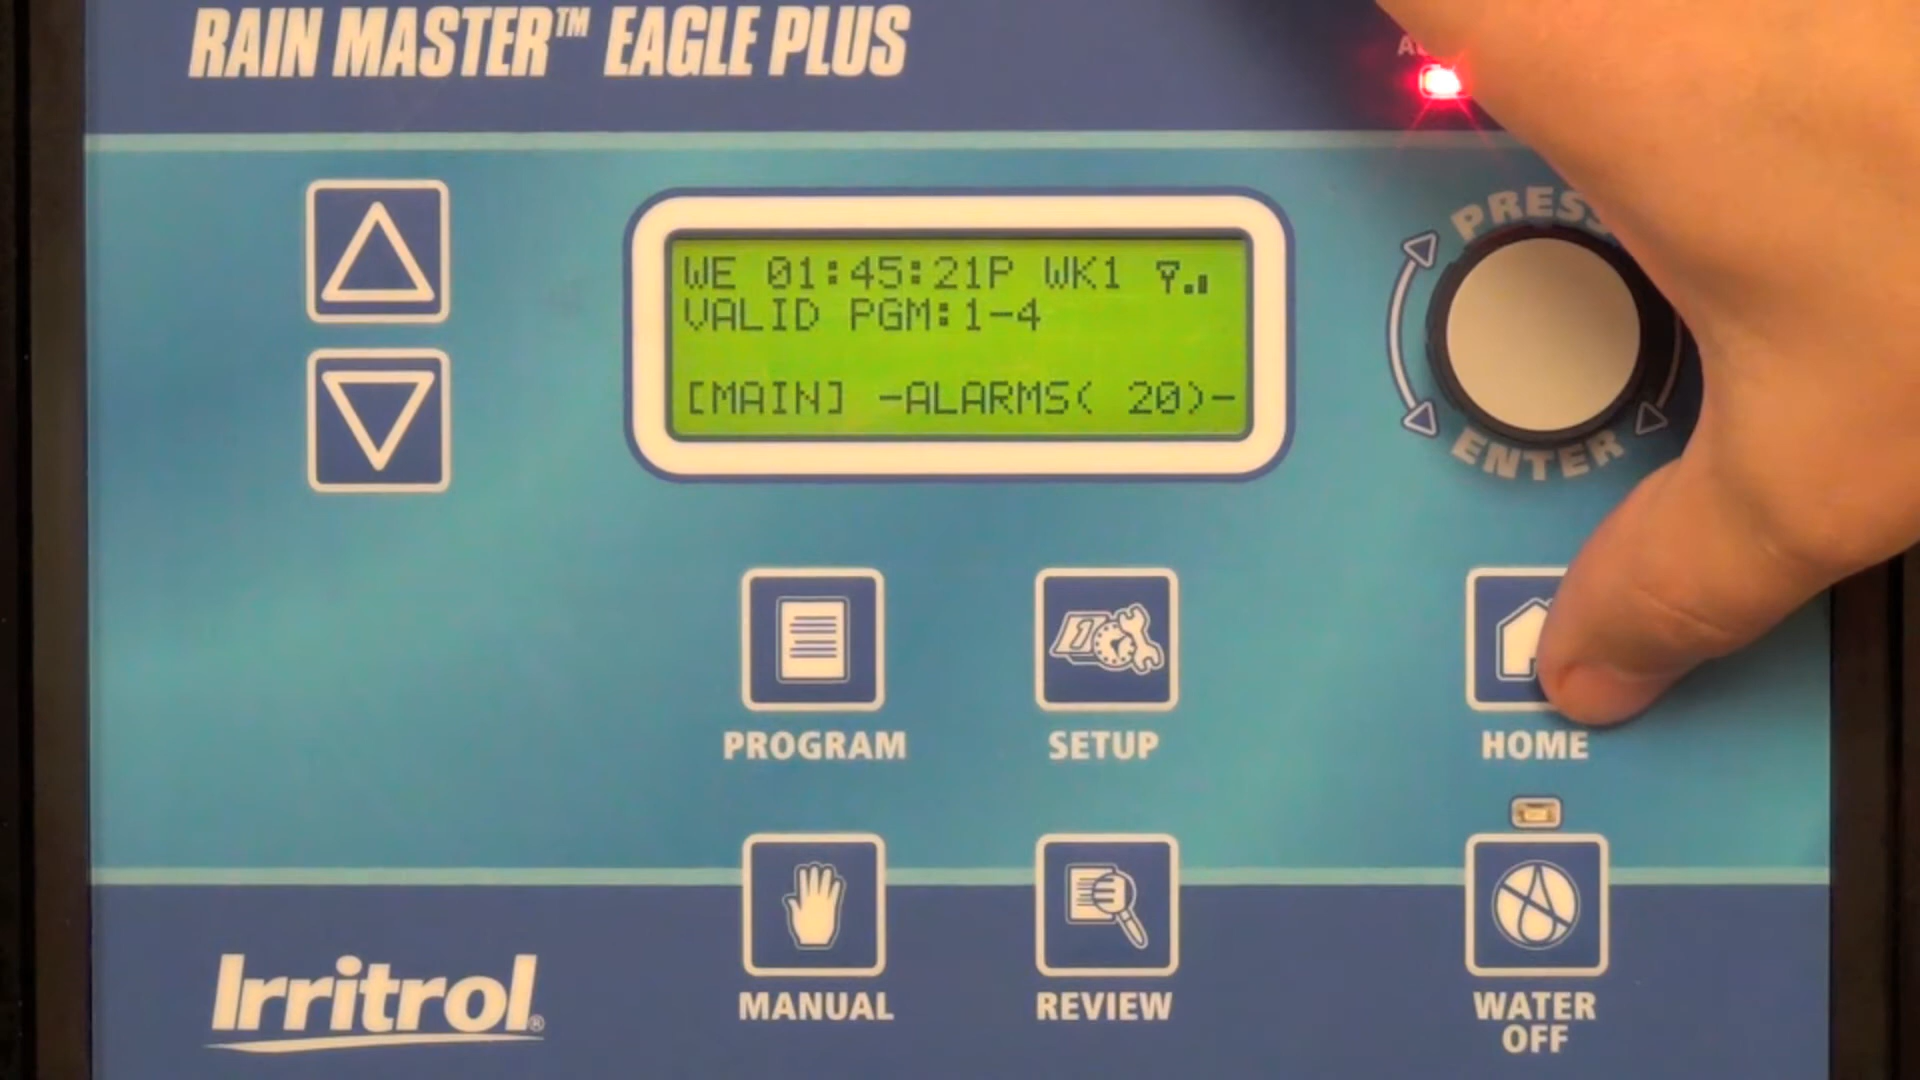 RAIN MASTER™ EAGLE PLUS
PRESS
WE 01:45:21P WK1
VALID PGM:1-4
[MAIN] -ALARMS( 20)-
ENTER
PROGRAM
SETUP
HOME
Irritrol®
MANUAL
REVIEW
WATER
OFF